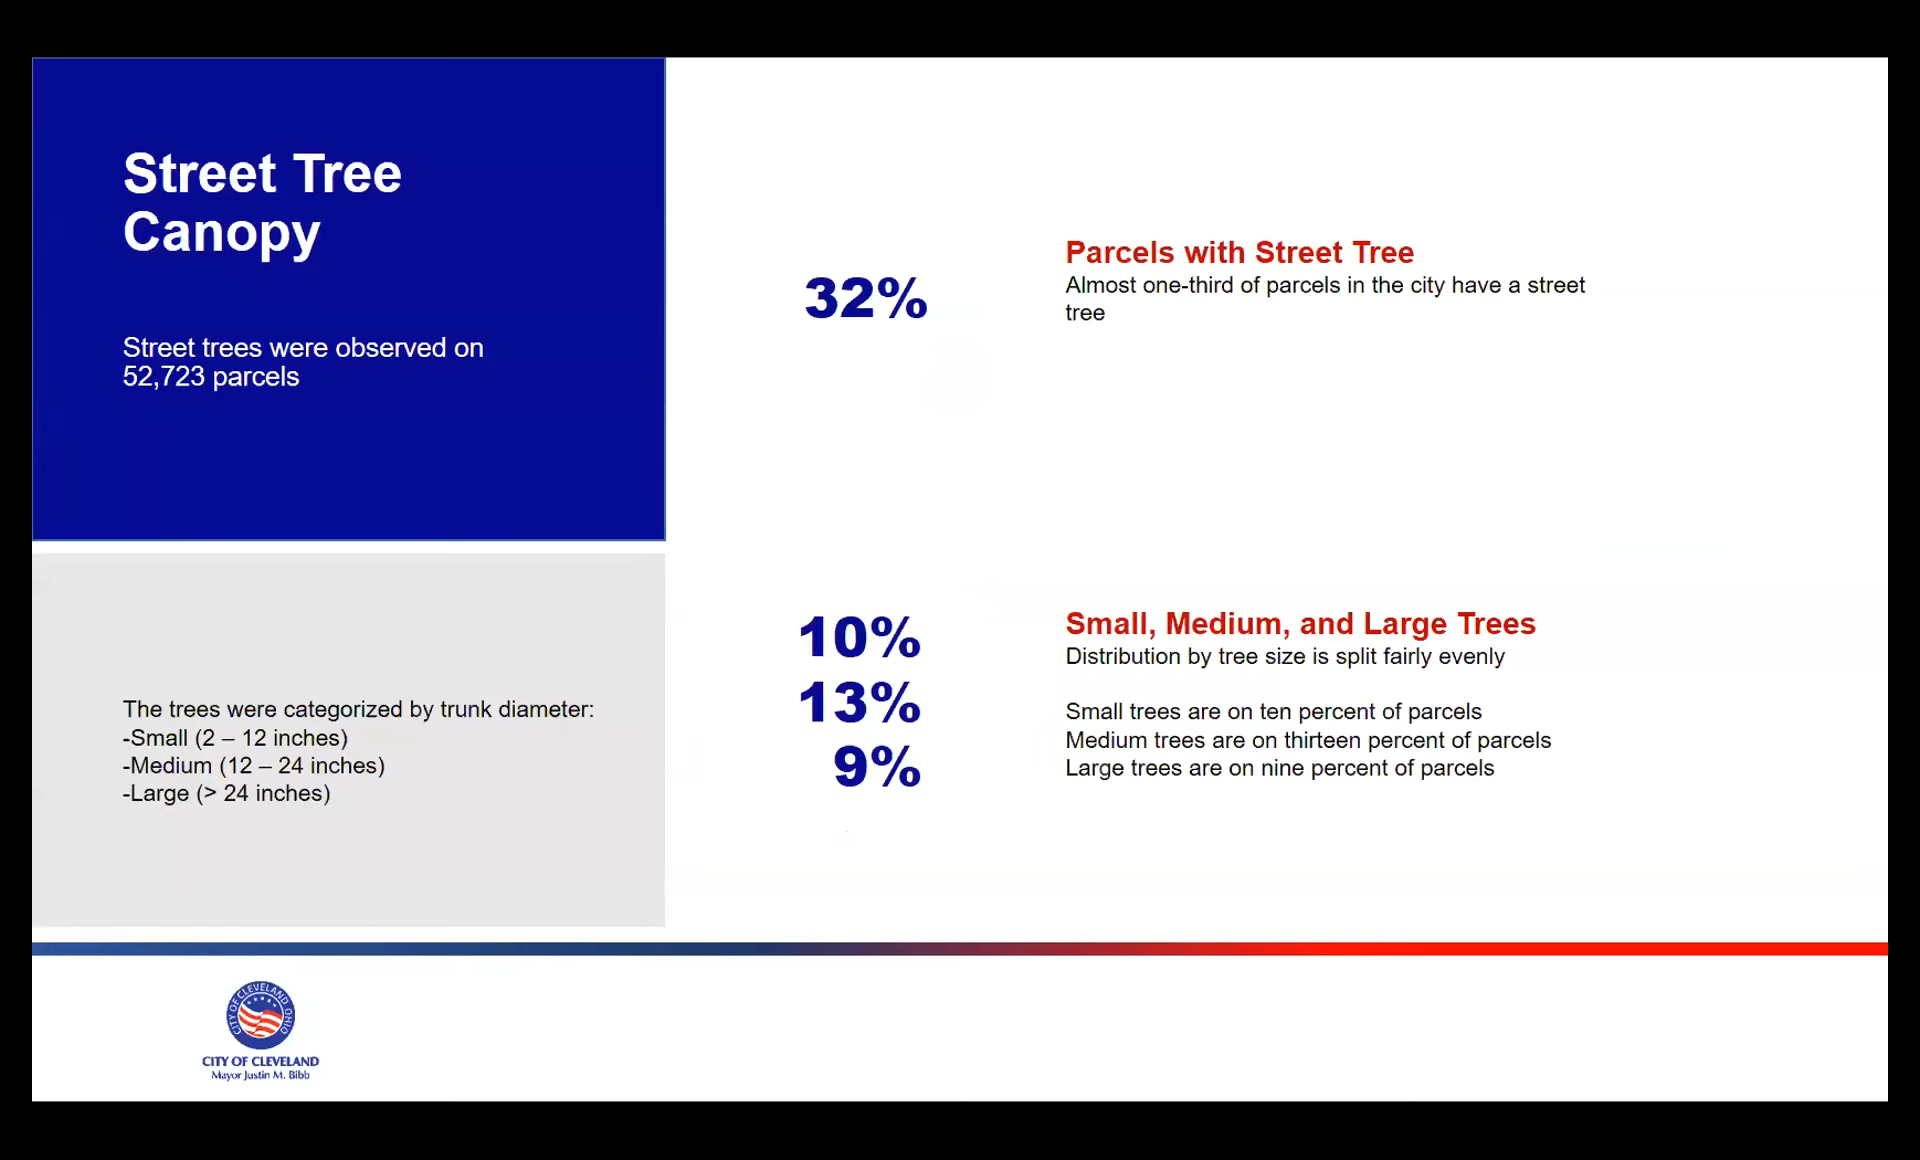 Street Tree
Canopy
Street trees were observed on
52,723 parcels
32%
Parcels with Street Tree
Almost one-third of parcels in the city have a street
tree
The trees were categorized by trunk diameter:
-Small (2 – 12 inches)
-Medium (12 – 24 inches)
-Large (> 24 inches)
10%
13%
9%
Small, Medium, and Large Trees
Distribution by tree size is split fairly evenly
Small trees are on ten percent of parcels
Medium trees are on thirteen percent of parcels
Large trees are on nine percent of parcels
CITY OF CLEVELAND OHIO
CITY OF CLEVELAND
Mayor Justin M. Bibb